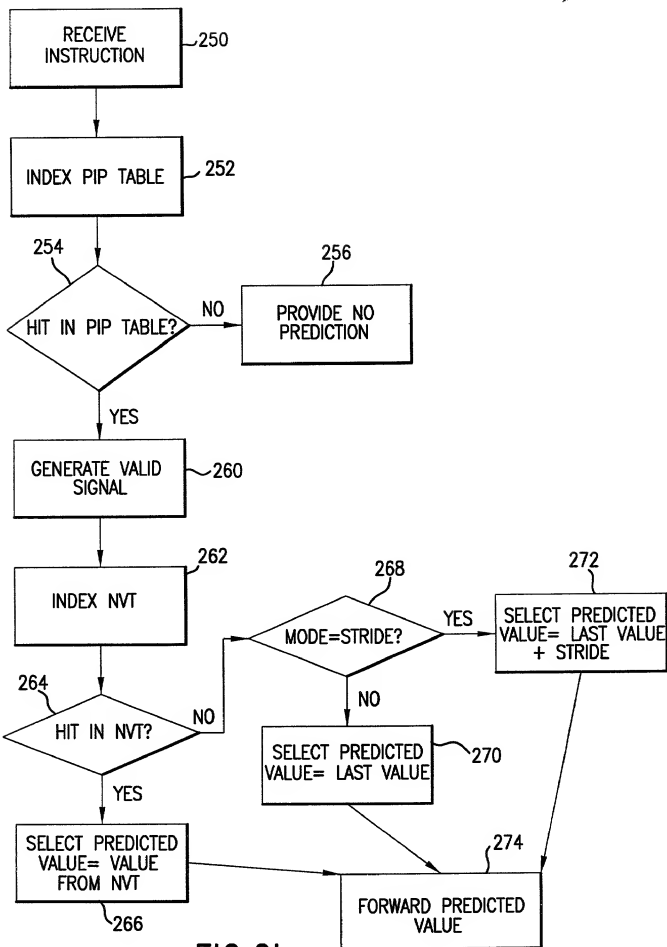 RECEIVE
INSTRUCTION
250
INDEX PIP TABLE
252
254
HIT IN PIP TABLE?
NO
256
PROVIDE NO
PREDICTION
YES
GENERATE VALID
SIGNAL
260
262
INDEX NVT
264
HIT IN NVT?
NO
268
MODE=STRIDE?
YES
272
SELECT PREDICTED
VALUE= LAST VALUE
+ STRIDE
NO
SELECT PREDICTED
VALUE= LAST VALUE
270
YES
SELECT PREDICTED
VALUE= VALUE
FROM NVT
266
274
FORWARD PREDICTED
VALUE